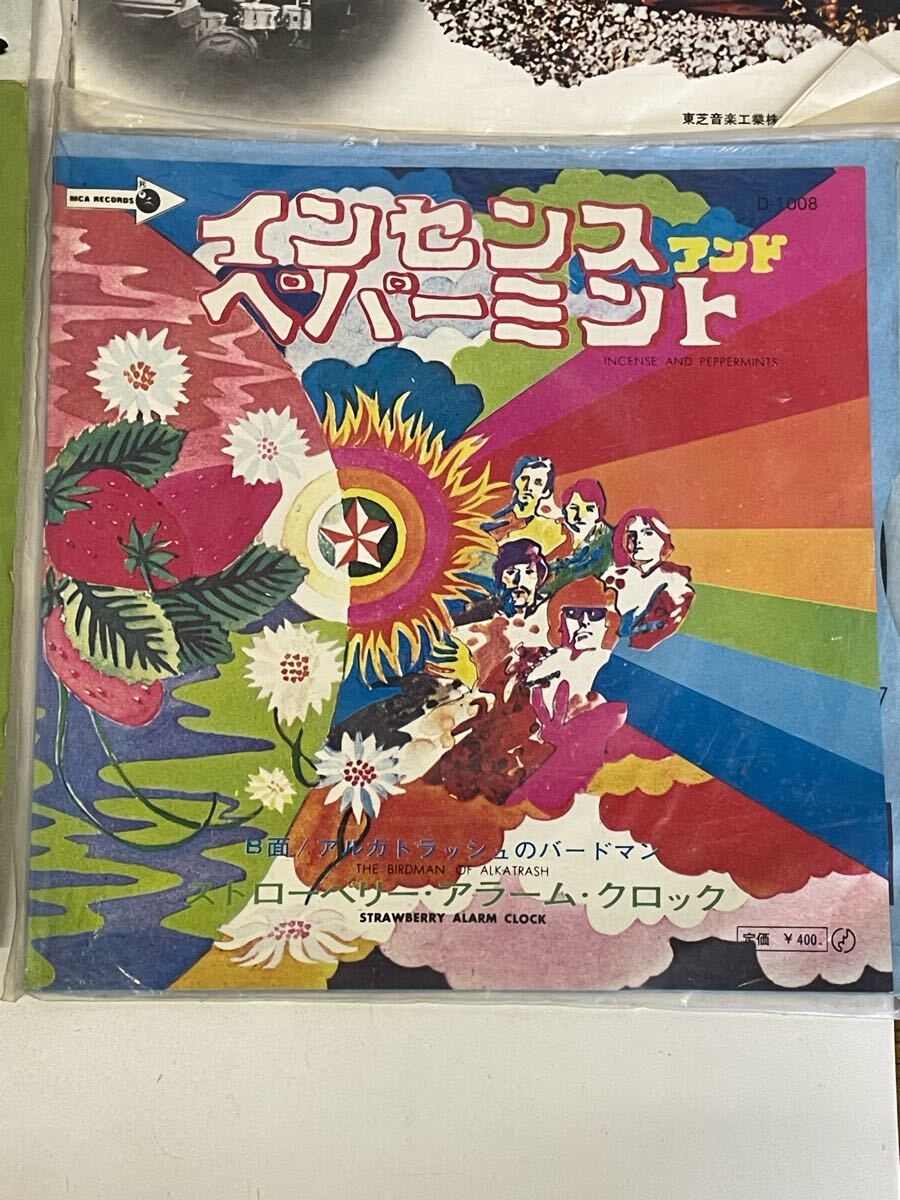 東芝音楽工業株
MCA RECORDS
R
D-1008
インセンス アンド
ペパーミント
INCENSE AND PEPPERMINTS
7
B面/アルカトラッシュのバードマン
THE BIRDMAN OF ALKATRASH
ストローベリー・アラーム・クロック
STRAWBERRY ALARM CLOCK
定価 ¥400.